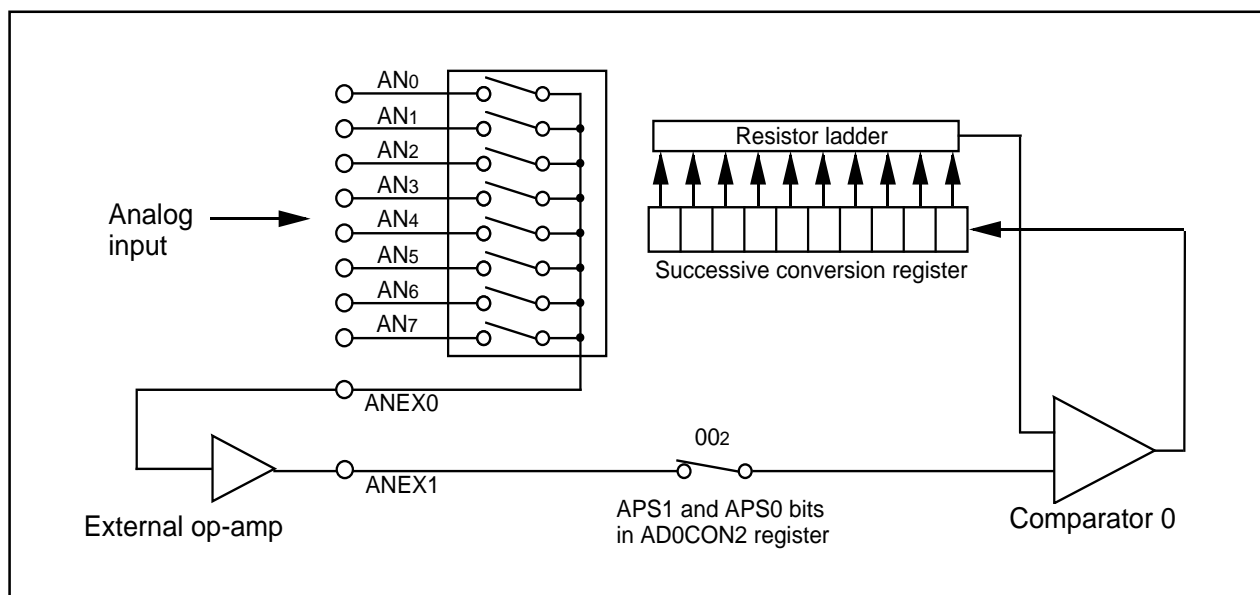 AN0
AN1
AN2
AN3
AN4
AN5
AN6
AN7
Analog
input
Resistor ladder
Successive conversion register
ANEX0
ANEX1
External op-amp
002
APS1 and APS0 bits
in AD0CON2 register
Comparator 0